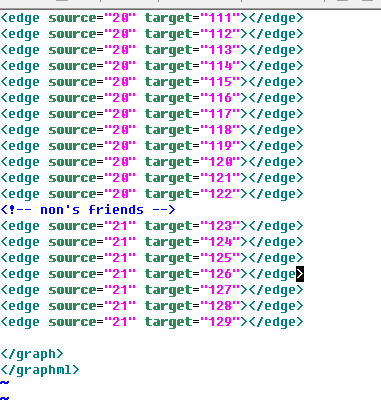 <edge source="20" target="111"></edge>
<edge source="20" target="112"></edge>
<edge source="20" target="113"></edge>
<edge source="20" target="114"></edge>
<edge source="20" target="115"></edge>
<edge source="20" target="116"></edge>
<edge source="20" target="117"></edge>
<edge source="20" target="118"></edge>
<edge source="20" target="119"></edge>
<edge source="20" target="120"></edge>
<edge source="20" target="121"></edge>
<edge source="20" target="122"></edge>
<!-- non's friends -->
<edge source="21" target="123"></edge>
<edge source="21" target="124"></edge>
<edge source="21" target="125"></edge>
<edge source="21" target="126"></edge>
<edge source="21" target="127"></edge>
<edge source="21" target="128"></edge>
<edge source="21" target="129"></edge>
</graph>
</graphml>
~
~